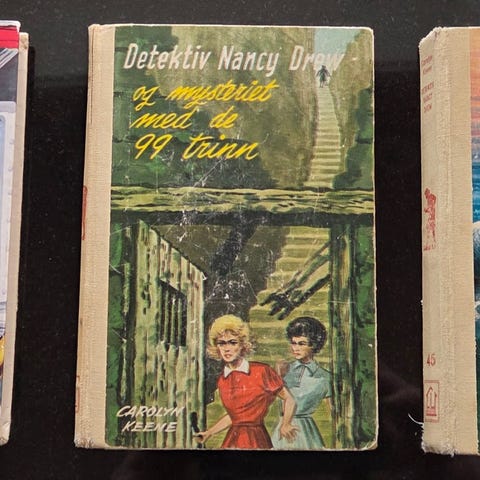 Detektiv Nancy Drew
og mysteriet
med de
99 trinn
CAROLYN
KEENE
45